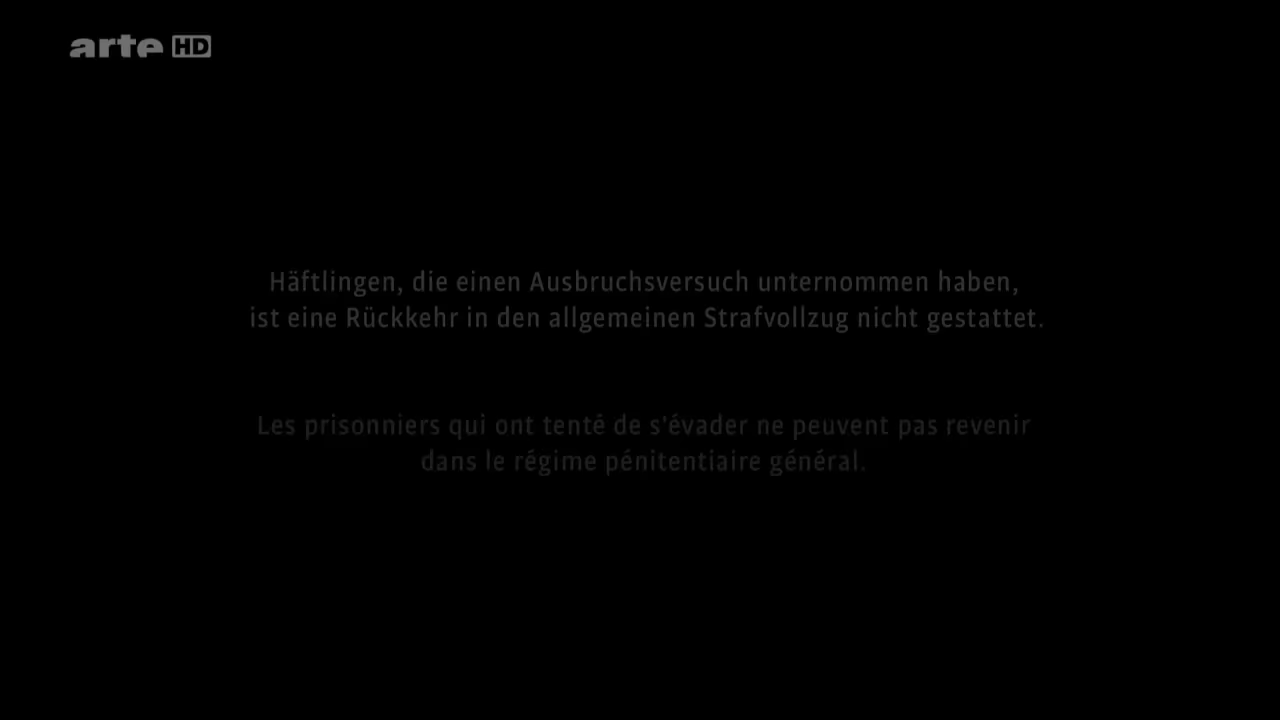 arte HD
Häftlingen, die einen Ausbruchsversuch unternommen haben,
ist eine Rückkehr in den allgemeinen Strafvollzug nicht gestattet.
Les prisonniers qui ont tenté de s'évader ne peuvent pas revenir
dans le régime pénitentiaire général.